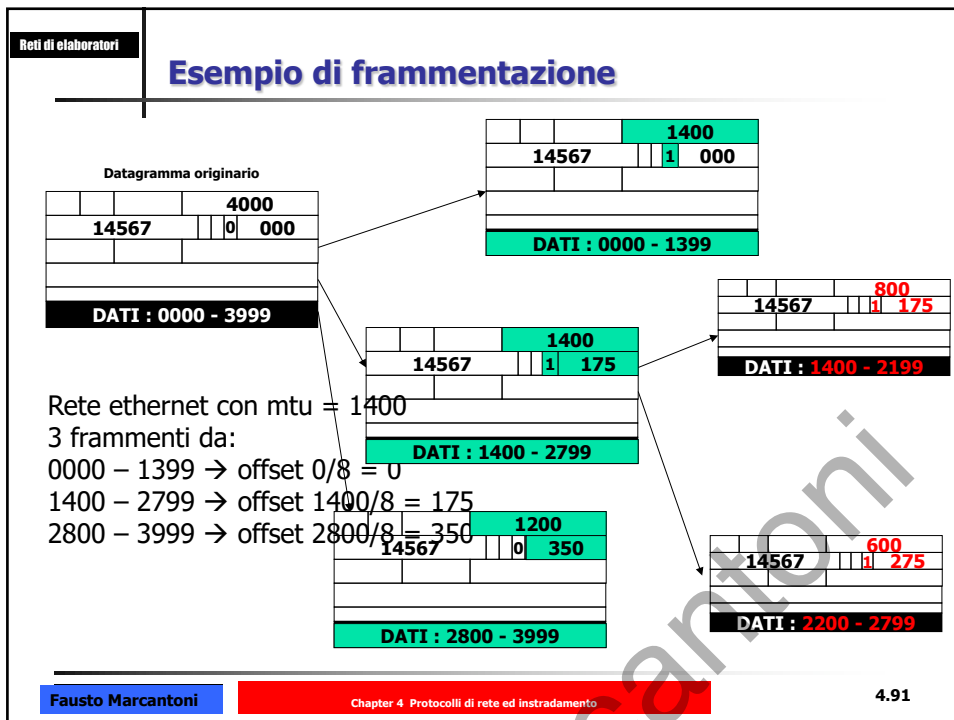 Reti di elaboratori
Esempio di frammentazione
Datagramma originario
4000
14567 0 000
DATI : 0000 - 3999
1400
14567 1 000
DATI : 0000 - 1399
1400
14567 1 175
DATI : 1400 - 2799
800
14567 1 175
DATI : 1400 - 2199
Rete ethernet con mtu = 1400
3 frammenti da:
0000 – 1399 → offset 0/8 = 0
1400 – 2799 → offset 1400/8 = 175
2800 – 3999 → offset 2800/8 = 350
1200
14567 0 350
DATI : 2800 - 3999
600
14567 1 275
DATI : 2200 - 2799
Fausto Marcantoni
Chapter 4 Protocolli di rete ed instradamento
4.91